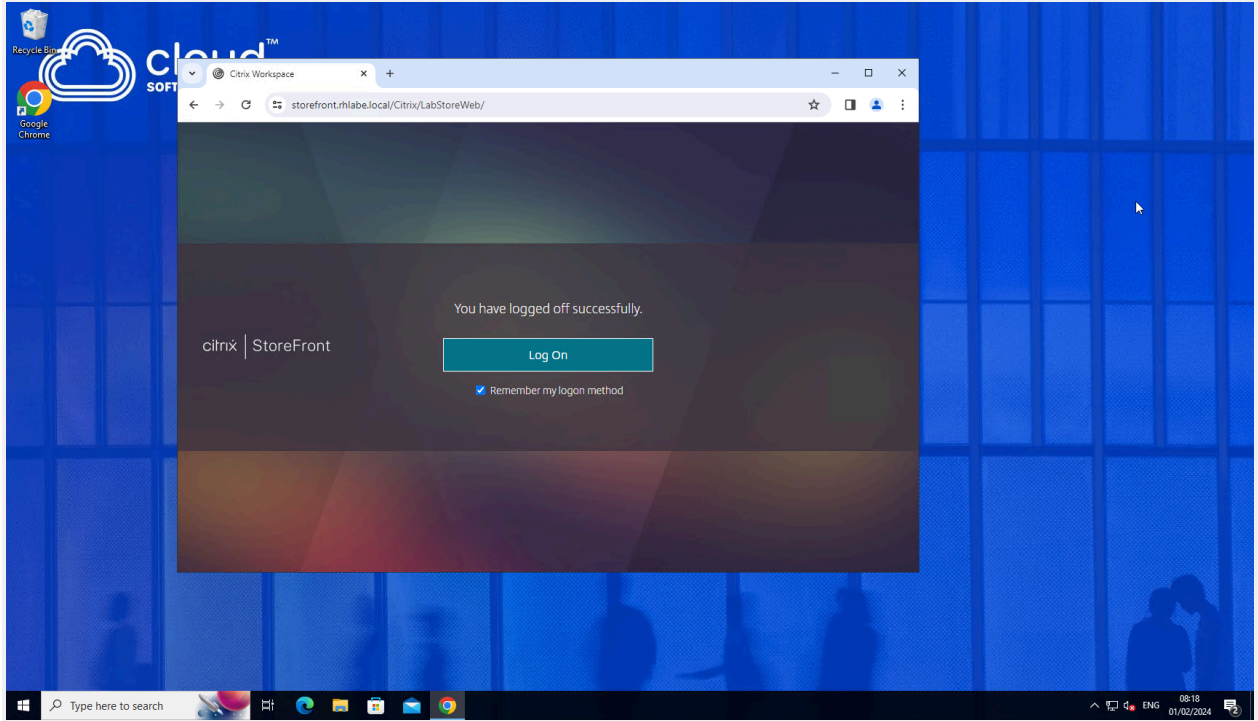 Recycle Bin
cloud™
SOFT
Google
Chrome
Citrix Workspace
storefront.rhlabe.local/Citrix/LabStoreWeb/
You have logged off successfully.
citrix | StoreFront
Log On
Remember my logon method
Type here to search
ENG
08:18
01/02/2024
2